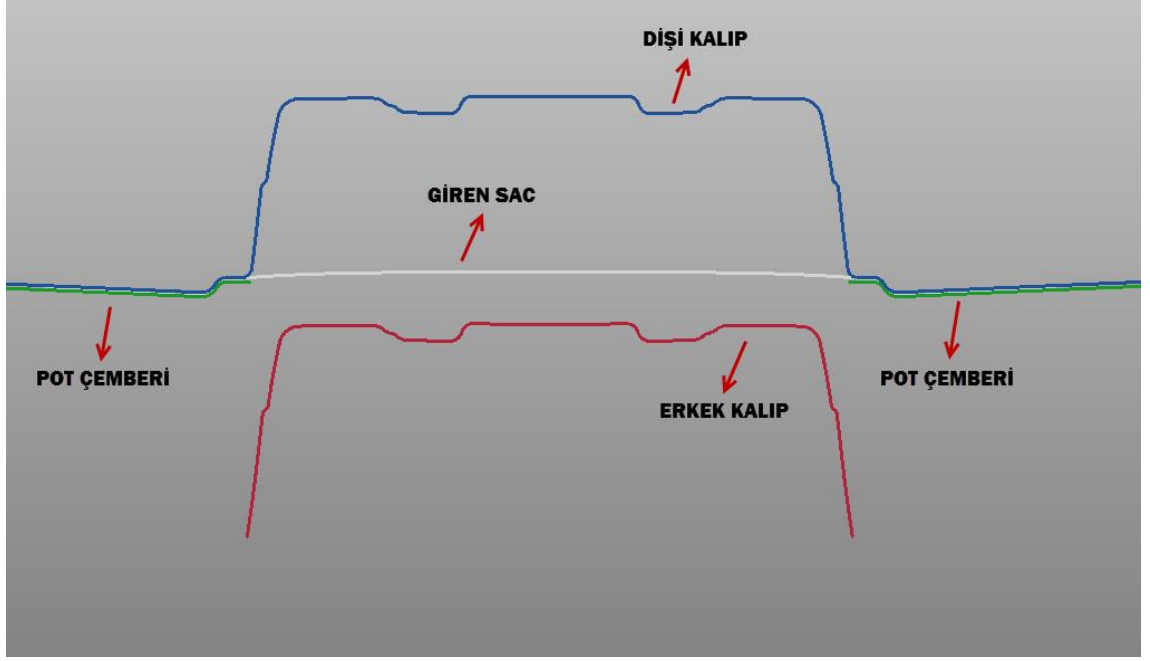 DİŞİ KALIP
GİREN SAC
POT ÇEMBERİ
POT ÇEMBERİ
ERKEK KALIP